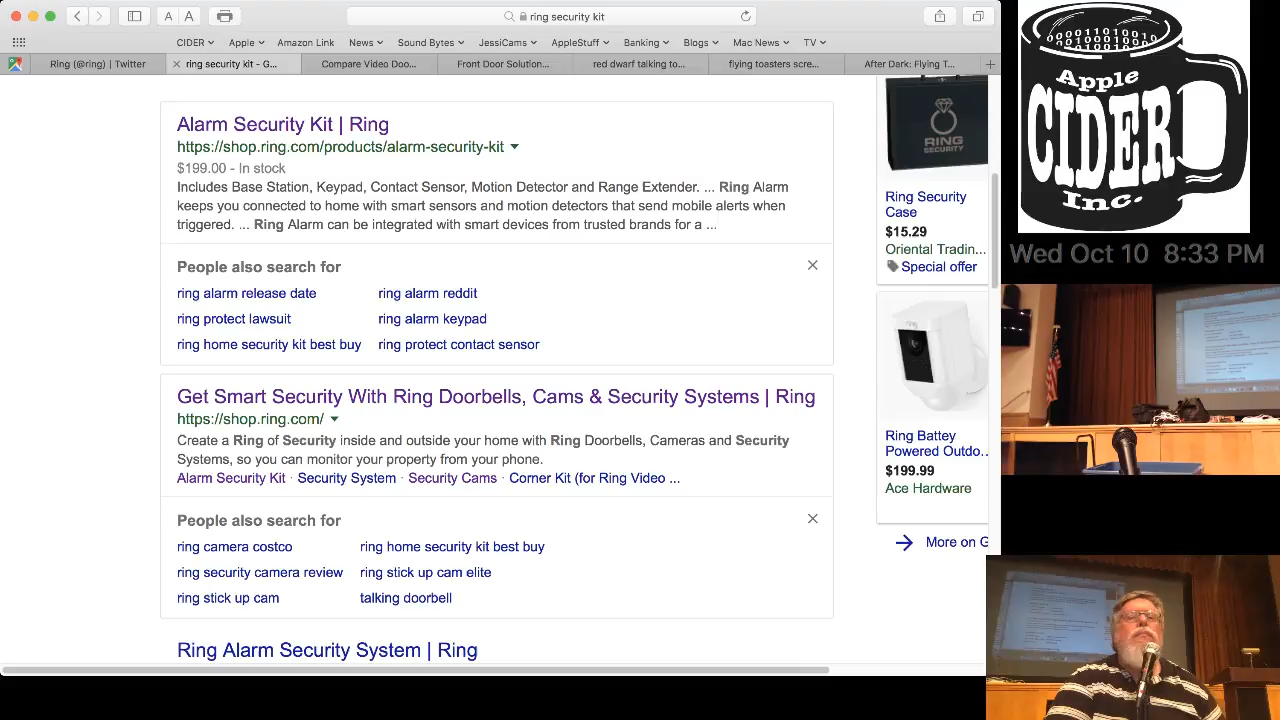 ring security kit
A A
CIDER Apple Amazon Link News Sound Bytes JessiCams AppleStuff Banking Blogs Mac News TV
Ring (@ring) | Twitter
ring security kit - G...
Compare Video Doo...
Front Door Solution...
red dwarf talking to...
flying toasters scre...
After Dark: Flying T...
Alarm Security Kit | Ring
https://shop.ring.com/products/alarm-security-kit
$199.00 - In stock
Includes Base Station, Keypad, Contact Sensor, Motion Detector and Range Extender. ... Ring Alarm
keeps you connected to home with smart sensors and motion detectors that send mobile alerts when
triggered. ... Ring Alarm can be integrated with smart devices from trusted brands for a ...
People also search for
ring alarm release date ring alarm reddit
ring protect lawsuit ring alarm keypad
ring home security kit best buy ring protect contact sensor
Get Smart Security With Ring Doorbells, Cams & Security Systems | Ring
https://shop.ring.com/
Create a Ring of Security inside and outside your home with Ring Doorbells, Cameras and Security
Systems, so you can monitor your property from your phone.
Alarm Security Kit · Security System · Security Cams · Corner Kit (for Ring Video ...
People also search for
ring camera costco ring home security kit best buy
ring security camera review ring stick up cam elite
ring stick up cam talking doorbell
Ring Alarm Security System | Ring
RING
SECURITY
Ring Security
Case
$15.29
Oriental Tradin...
Special offer
ring
Ring Battey
Powered Outdo..
$199.99
Ace Hardware
More on G
Apple
CIDER
Inc.
Wed Oct 10 8:33 PM